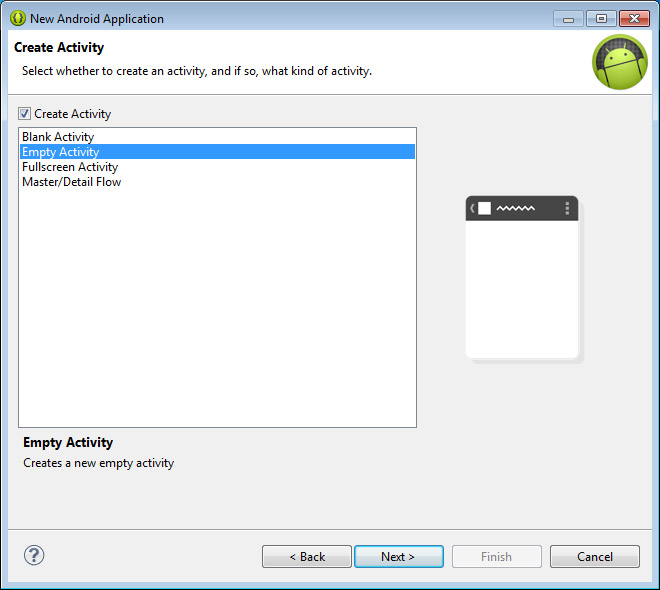 New Android Application
Create Activity
Select whether to create an activity, and if so, what kind of activity.
Create Activity
Blank Activity
Empty Activity
Fullscreen Activity
Master/Detail Flow
Empty Activity
Creates a new empty activity
?
< Back
Next >
Finish
Cancel